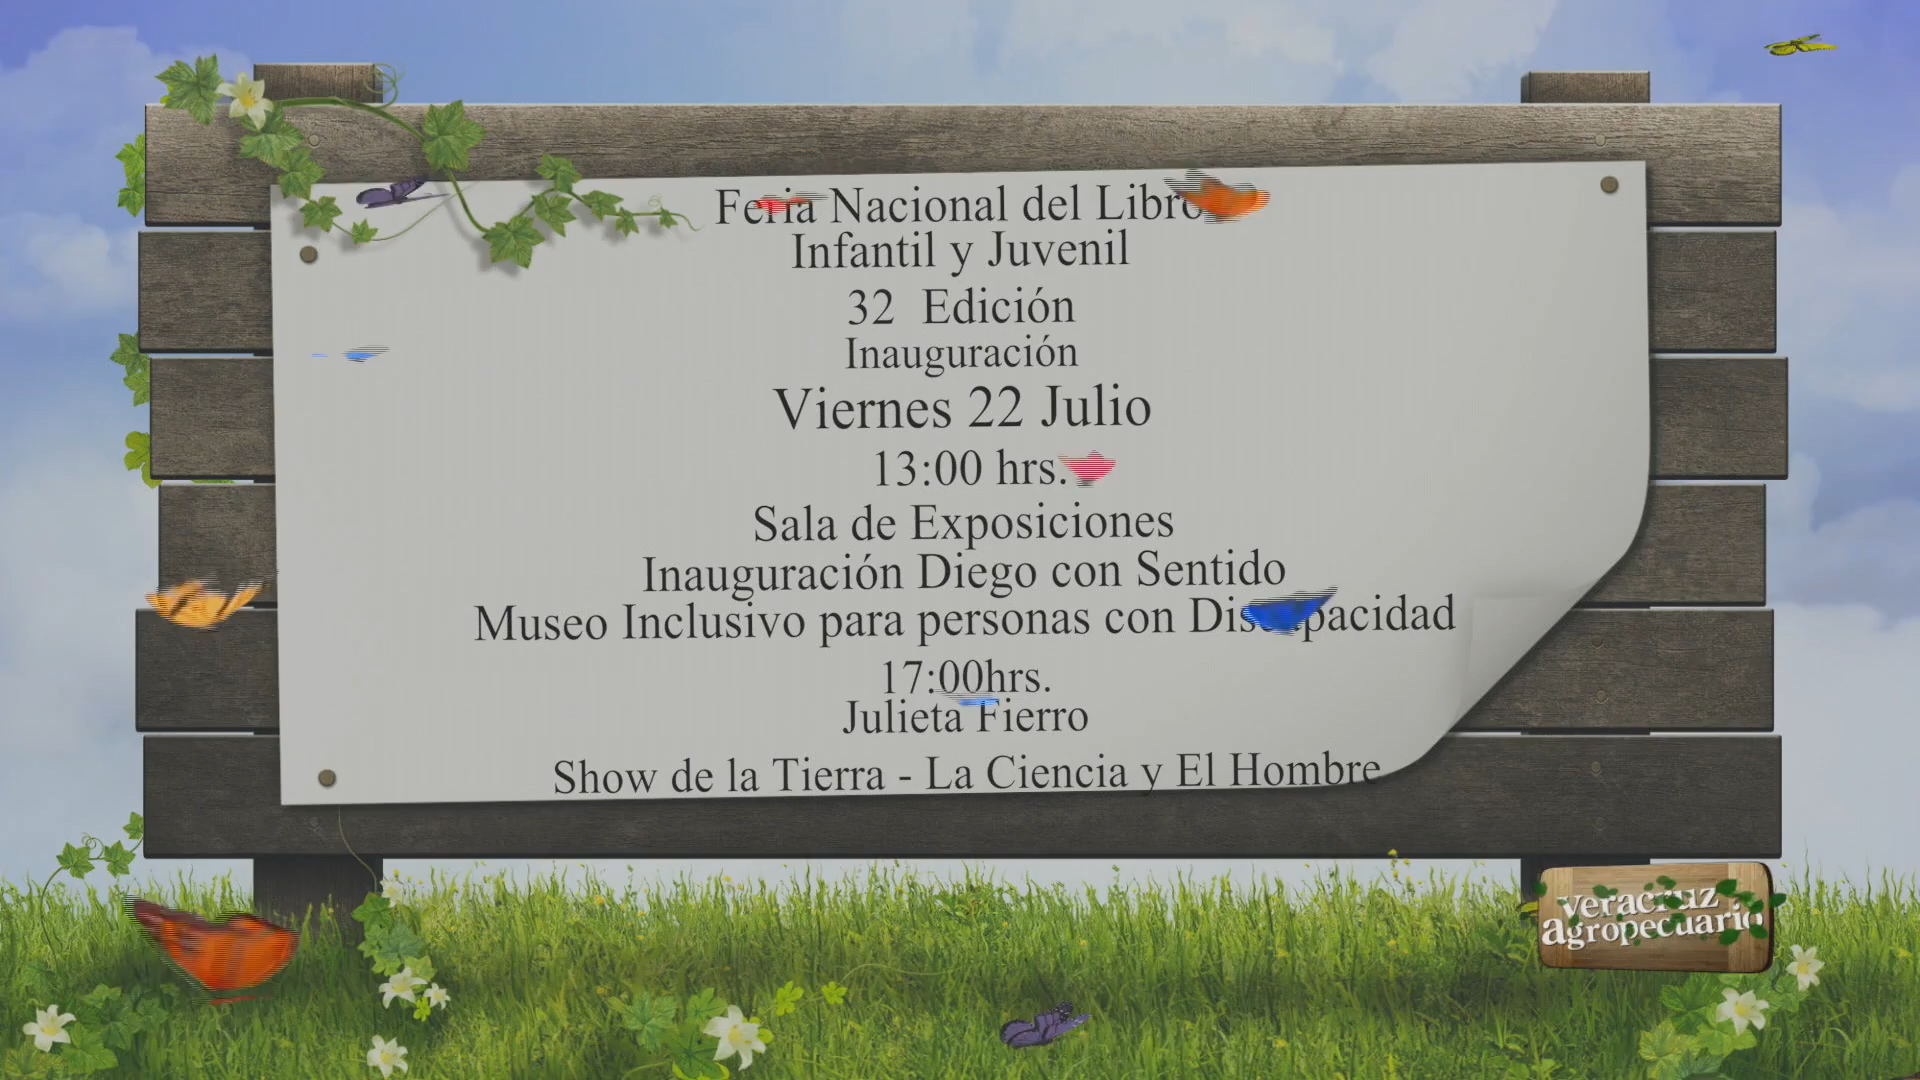 Feria Nacional del Libro
Infantil y Juvenil
32 Edición
Inauguración
Viernes 22 Julio
13:00 hrs.
Sala de Exposiciones
Inauguración Diego con Sentido
Museo Inclusivo para personas con Discapacidad
17:00hrs.
Julieta Fierro
Show de la Tierra - La Ciencia y El Hombre
veracruz
agropecuario